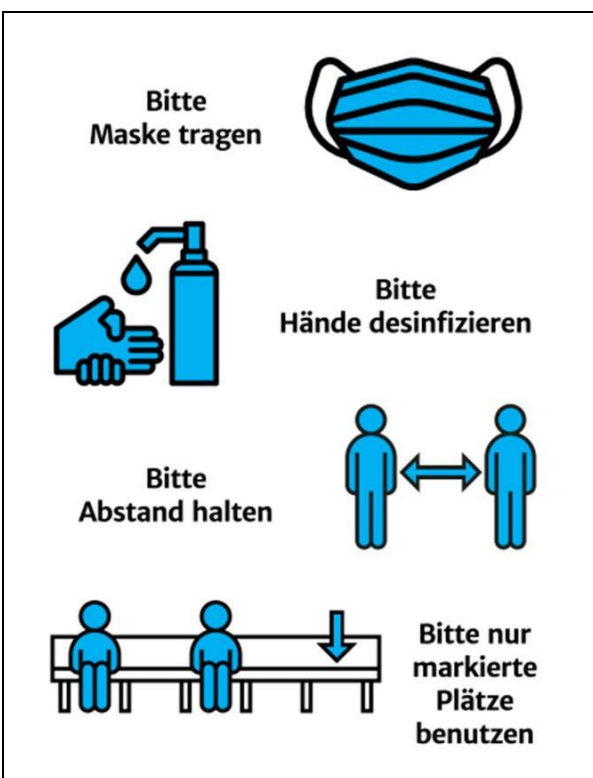 Bitte
Maske tragen
Bitte
Hände desinfizieren
Bitte
Abstand halten
Bitte nur
markierte
Plätze
benutzen